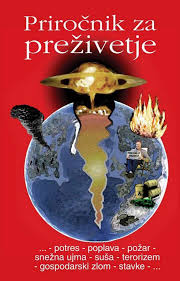 Priročnik za
preživetje
... - potres - poplava - požar -
snežna ujma - suša - terorizem
- gospodarski zlom - stavke - ...